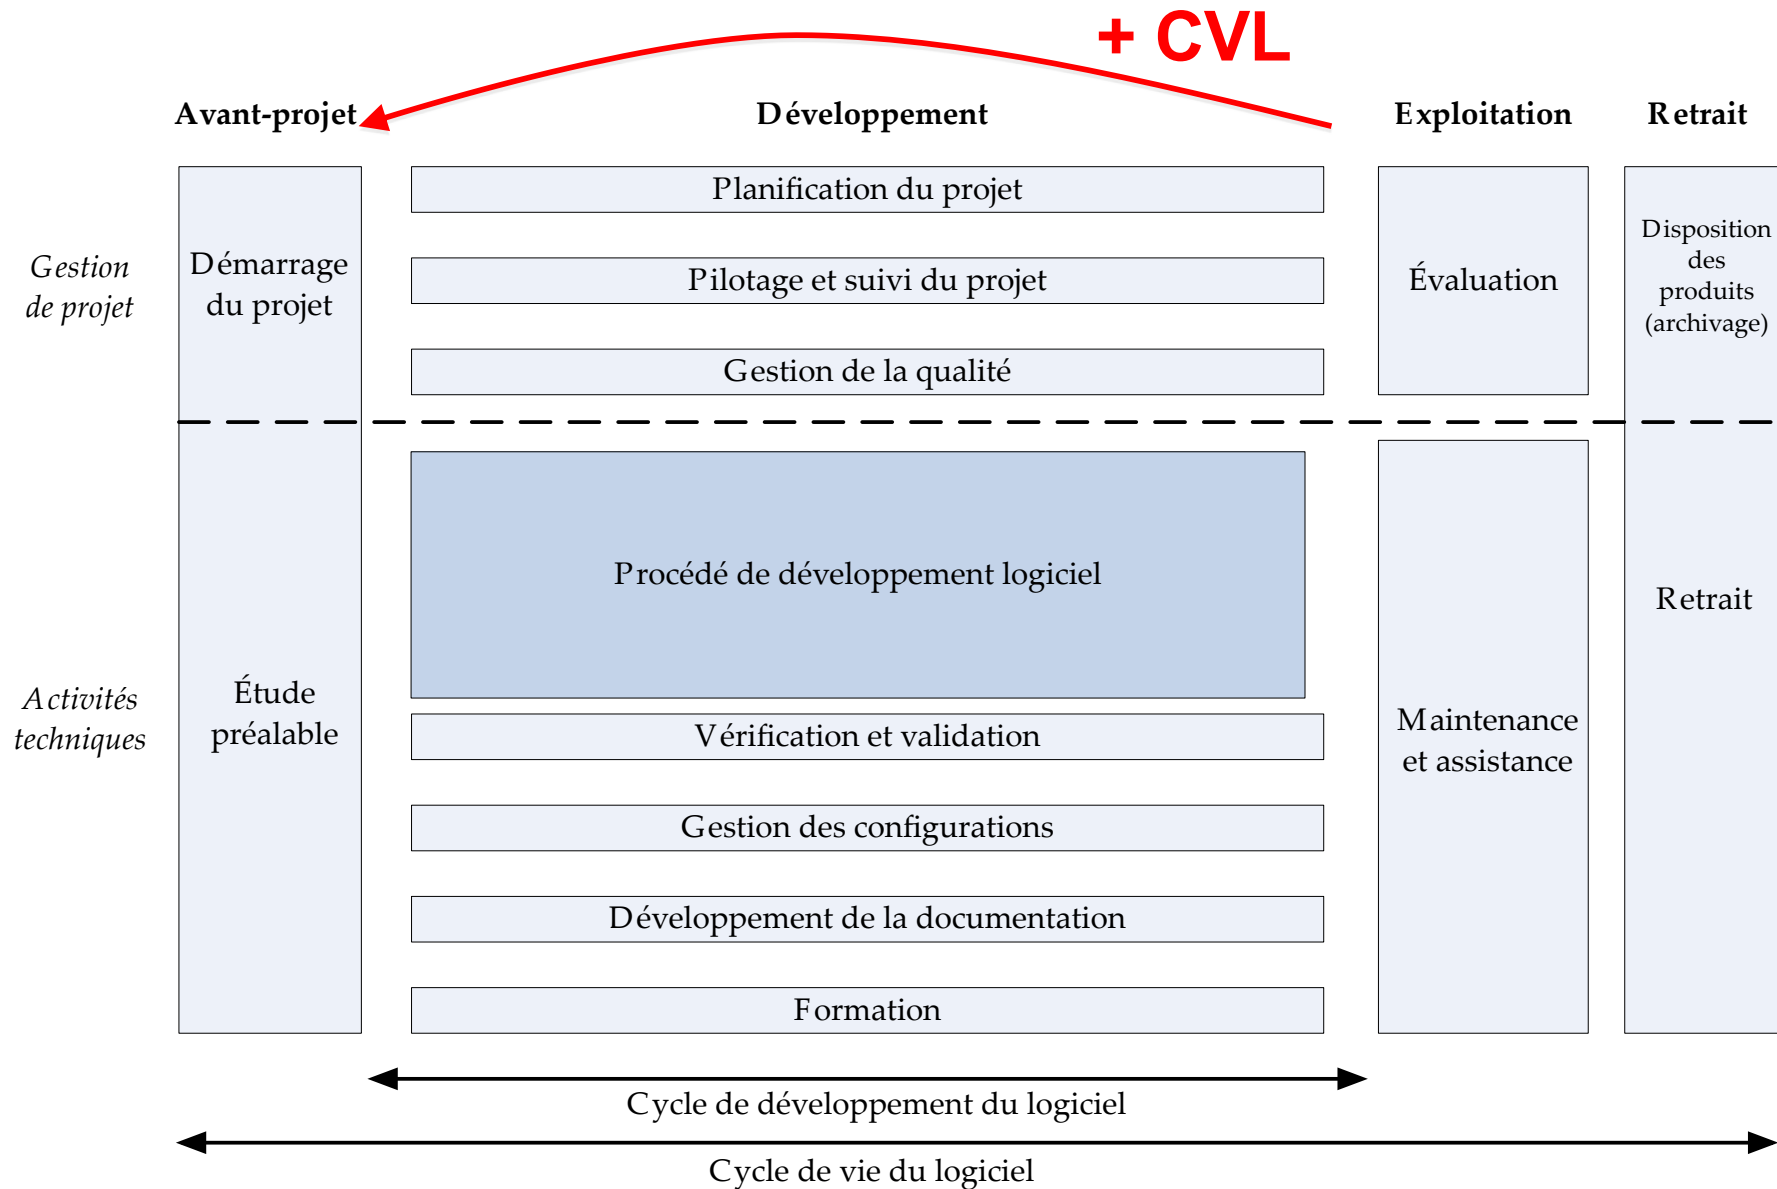 + CVL
Avant-projet
Développement
Exploitation
Retrait
Gestion
de projet
Démarrage
du projet
Planification du projet
Pilotage et suivi du projet
Gestion de la qualité
Évaluation
Disposition
des
produits
(archivage)
Activités
techniques
Étude
préalable
Procédé de développement logiciel
Vérification et validation
Gestion des configurations
Développement de la documentation
Formation
Maintenance
et assistance
Retrait
Cycle de développement du logiciel
Cycle de vie du logiciel